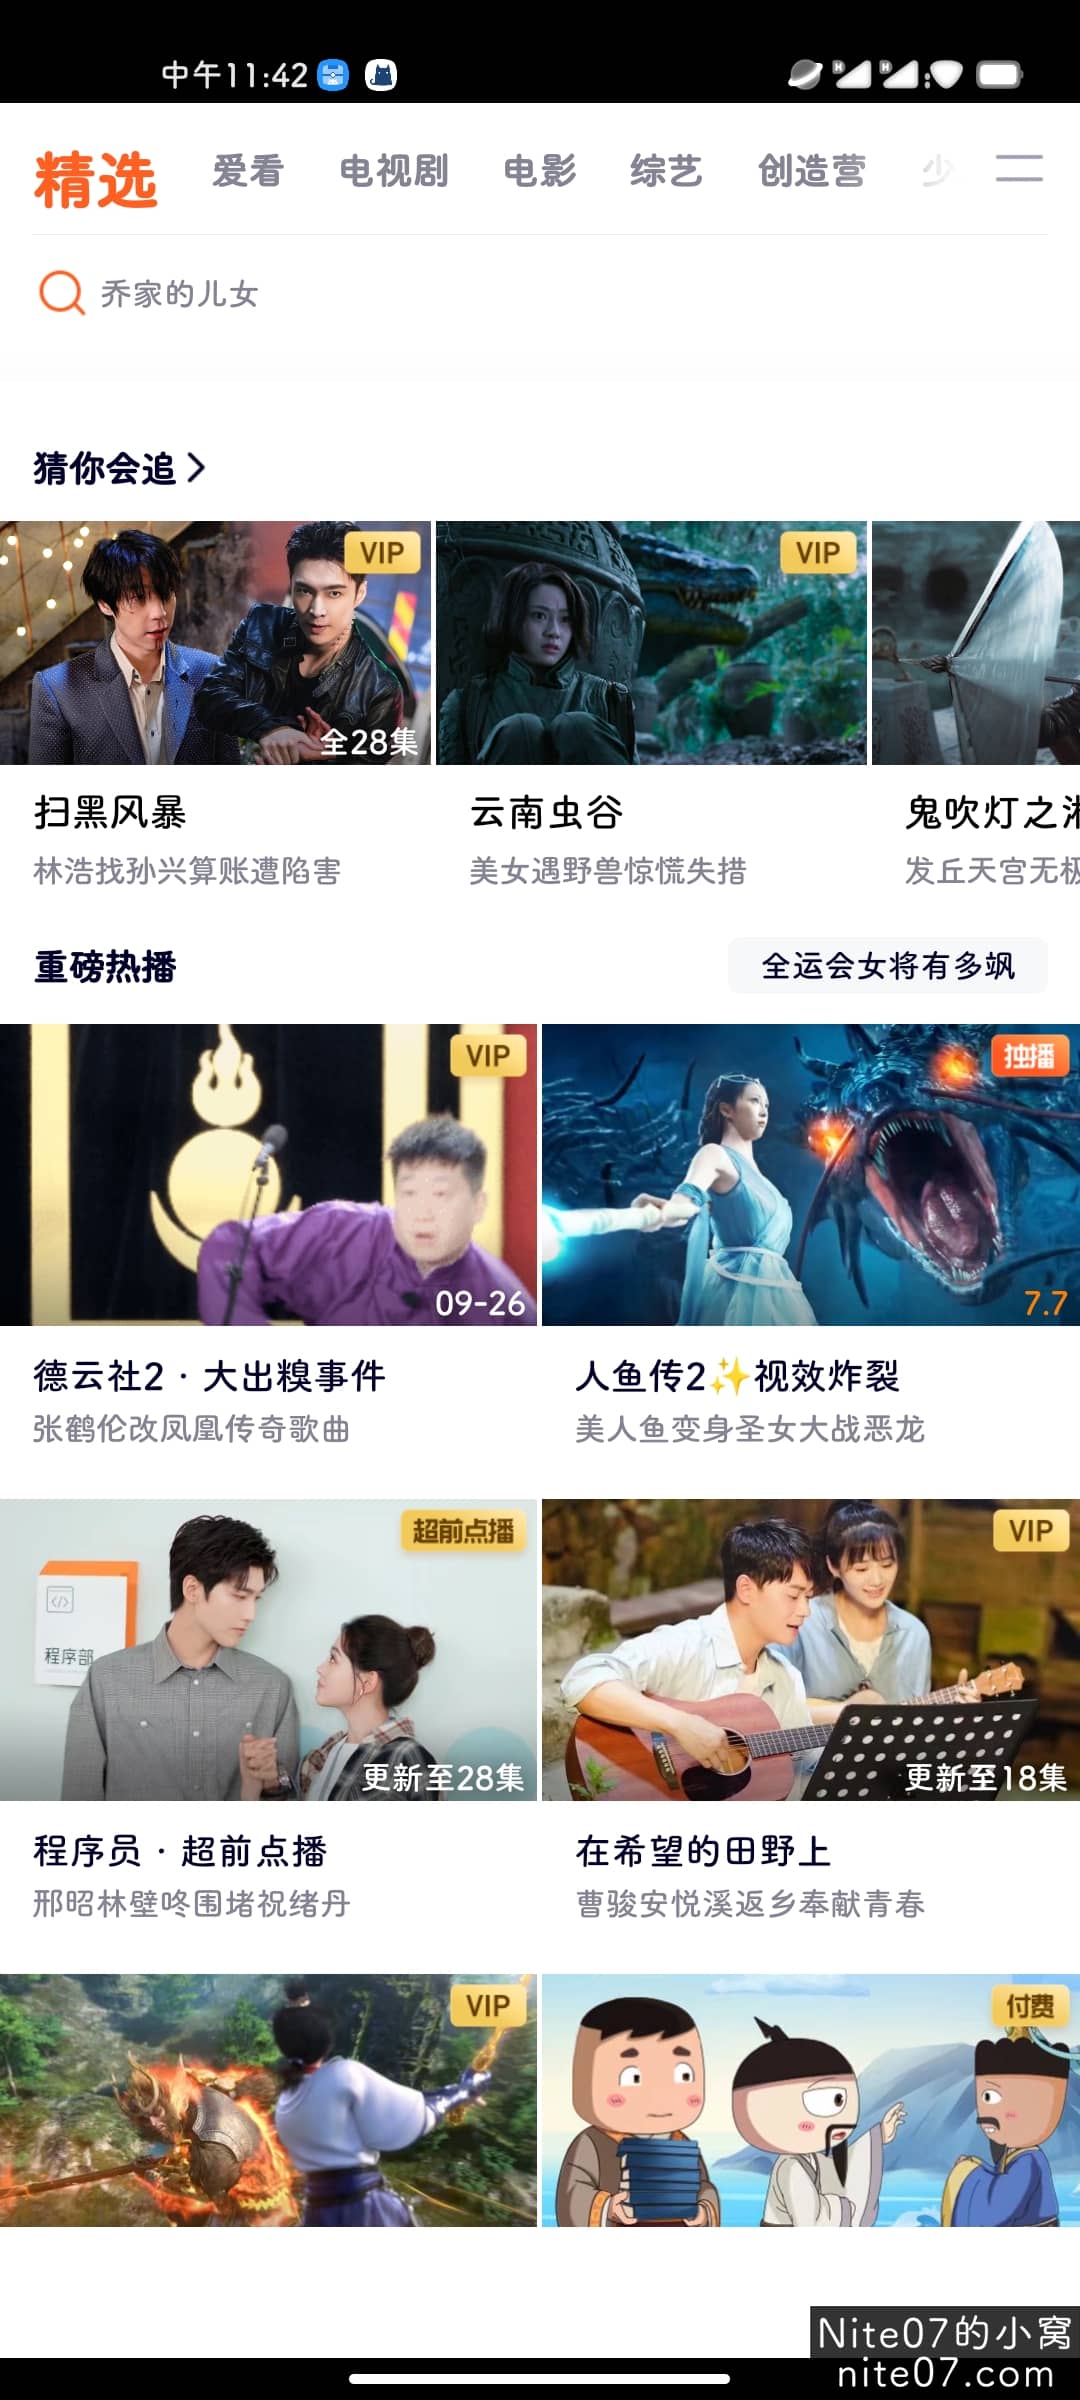 中午11:42
精选 爱看 电视剧 电影 综艺 创造营 少
乔家的儿女
猜你会追
VIP
VIP
全28集
扫黑风暴
云南虫谷
鬼吹灯之湘
林浩找孙兴算账遭陷害
美女遇野兽惊慌失措
发丘天宫无极
重磅热播
全运会女将有多飒
VIP
独播
09-26
7.7
德云社2·大出糗事件
人鱼传2✨视效炸裂
张鹤伦改凤凰传奇歌曲
美人鱼变身圣女大战恶龙
超前点播
VIP
</>
程序部
更新至28集
更新至18集
程序员·超前点播
在希望的田野上
邢昭林壁咚围堵祝绪丹
曹骏安悦溪返乡奉献青春
VIP
付费
Nite07的小窝
nite07.com